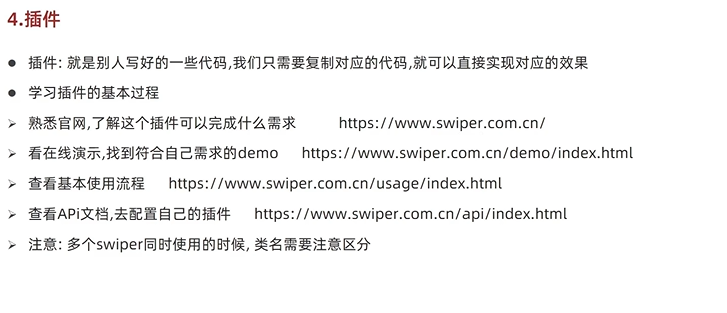 4.插件
● 插件: 就是别人写好的一些代码,我们只需要复制对应的代码,就可以直接实现对应的效果
● 学习插件的基本过程
➢ 熟悉官网,了解这个插件可以完成什么需求 https://www.swiper.com.cn/
➢ 看在线演示,找到符合自己需求的demo https://www.swiper.com.cn/demo/index.html
➢ 查看基本使用流程 https://www.swiper.com.cn/usage/index.html
➢ 查看APi文档,去配置自己的插件 https://www.swiper.com.cn/api/index.html
➢ 注意: 多个swiper同时使用的时候, 类名需要注意区分